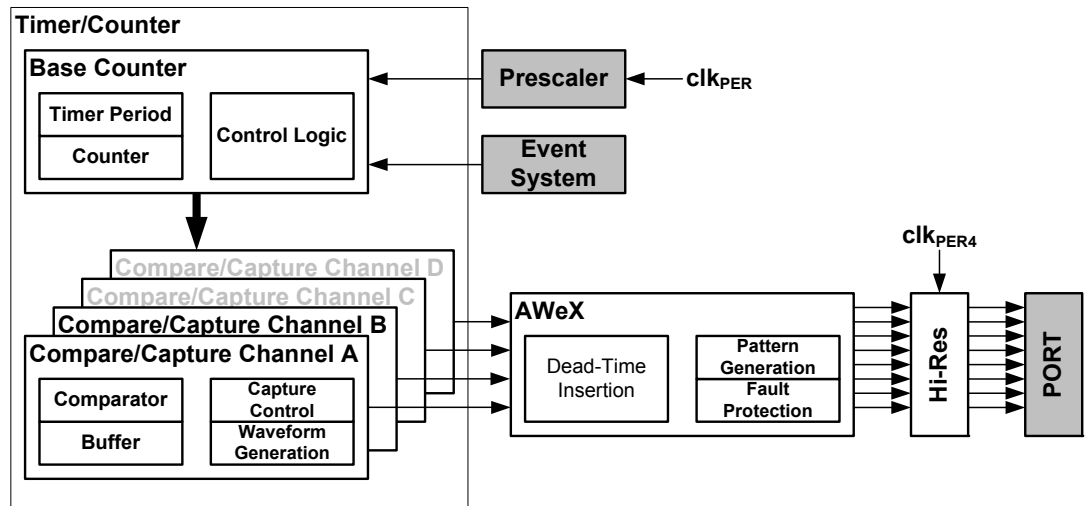 Timer/Counter
Base Counter
Timer Period
Counter
Control Logic
Prescaler
clkPER
Event
System
Compare/Capture Channel D
Compare/Capture Channel C
Compare/Capture Channel B
Compare/Capture Channel A
Comparator
Buffer
Capture
Control
Waveform
Generation
AWeX
Dead-Time
Insertion
Pattern
Generation
Fault
Protection
clkPER4
Hi-Res
PORT